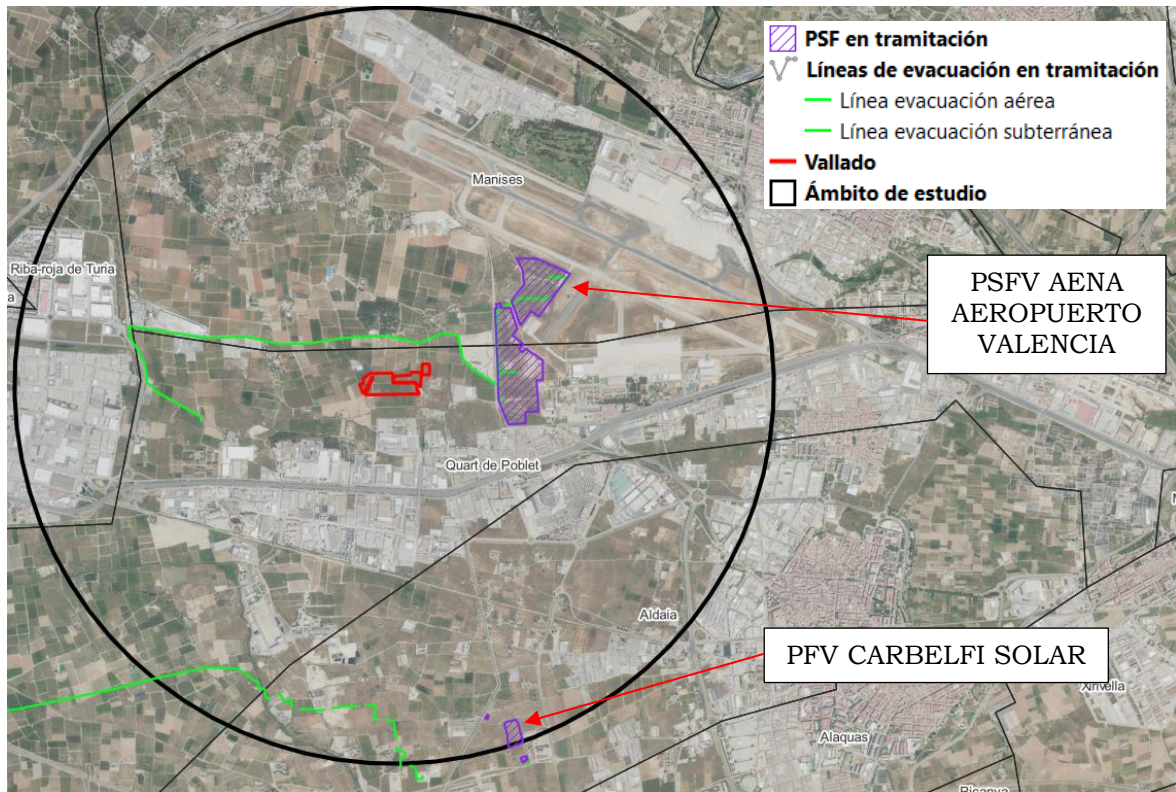 PSF en tramitación
Líneas de evacuación en tramitación
Línea evacuación aérea
Línea evacuación subterránea
Vallado
Ámbito de estudio
Manises
Riba-roja de Turia
a
PSFV AENA
AEROPUERTO
VALENCIA
Quart de Poblet
Aldaia
PFV CARBELFI SOLAR
Xirivella
Alaquas
Picanya